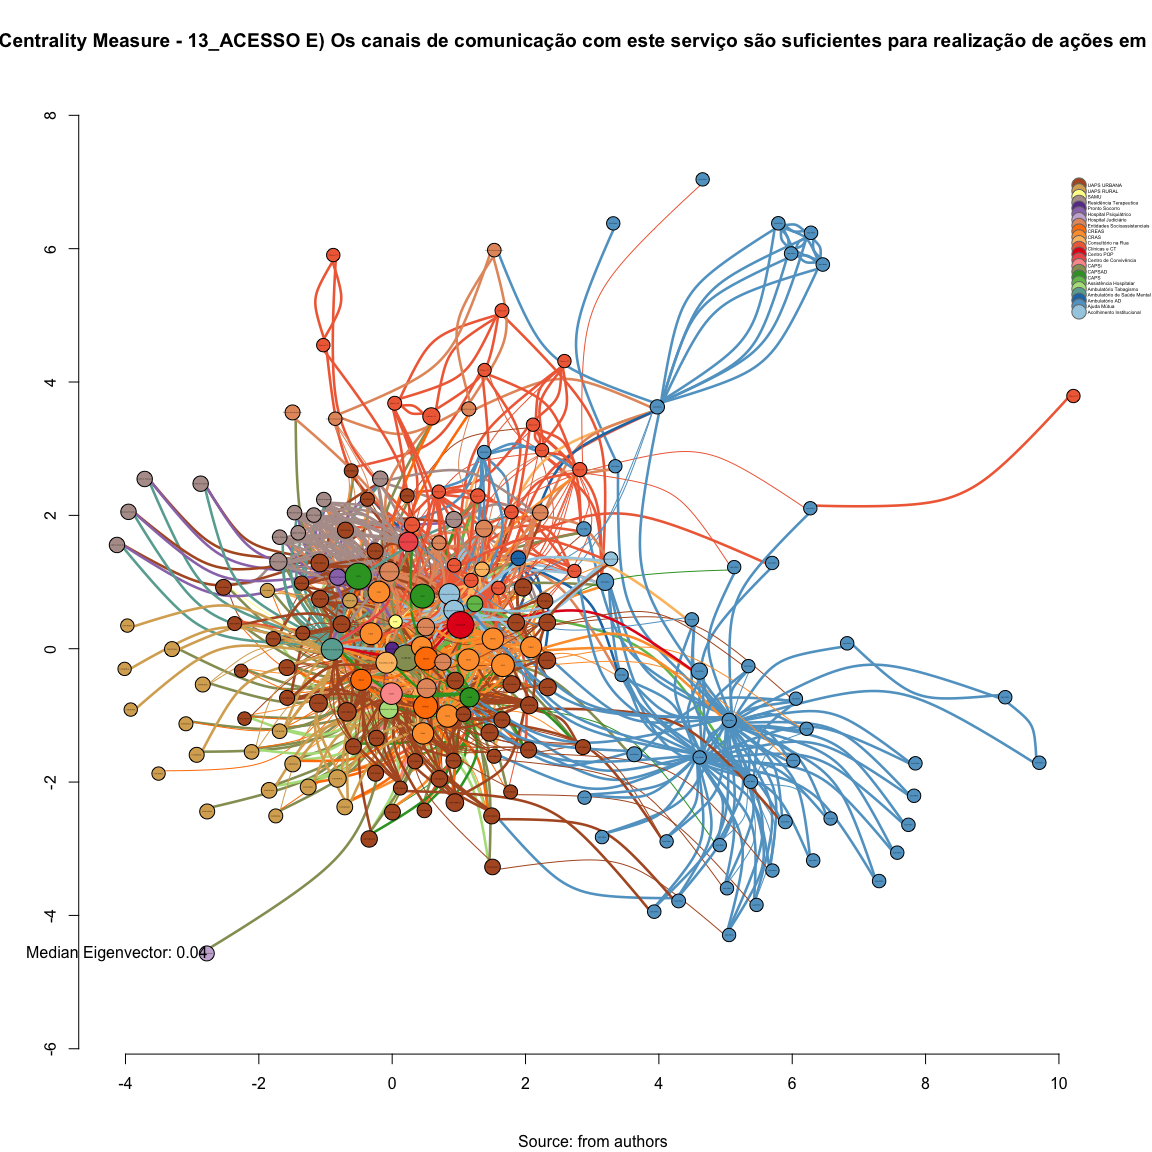 Centrality Measure - 13_ACESSO E) Os canais de comunicação com este serviço são suficientes para realização de ações em
8
6
4
2
0
-2
-4
-6
UAPS URBANA
UAPS RURAL
SAMU
Residência Terapeutica
Pronto Socorro
Hospital Psiquiátrico
Hospital Judiciário
Entidades Socioassistenciais
CREAS
CRAS
Consultório na Rua
Clínicas e CT
Centro POP
Centro de Convivência
CAPSi
CAPSAD
CAPS
Assistência Hospitalar
Ambulatório Tabagismo
Ambulatório de Saúde Mental
Ambulatório AD
Ajuda Mútua
Acolhimento Institucional
Median Eigenvector: 0.04
-4
-2
0
2
4
6
8
10
Source: from authors